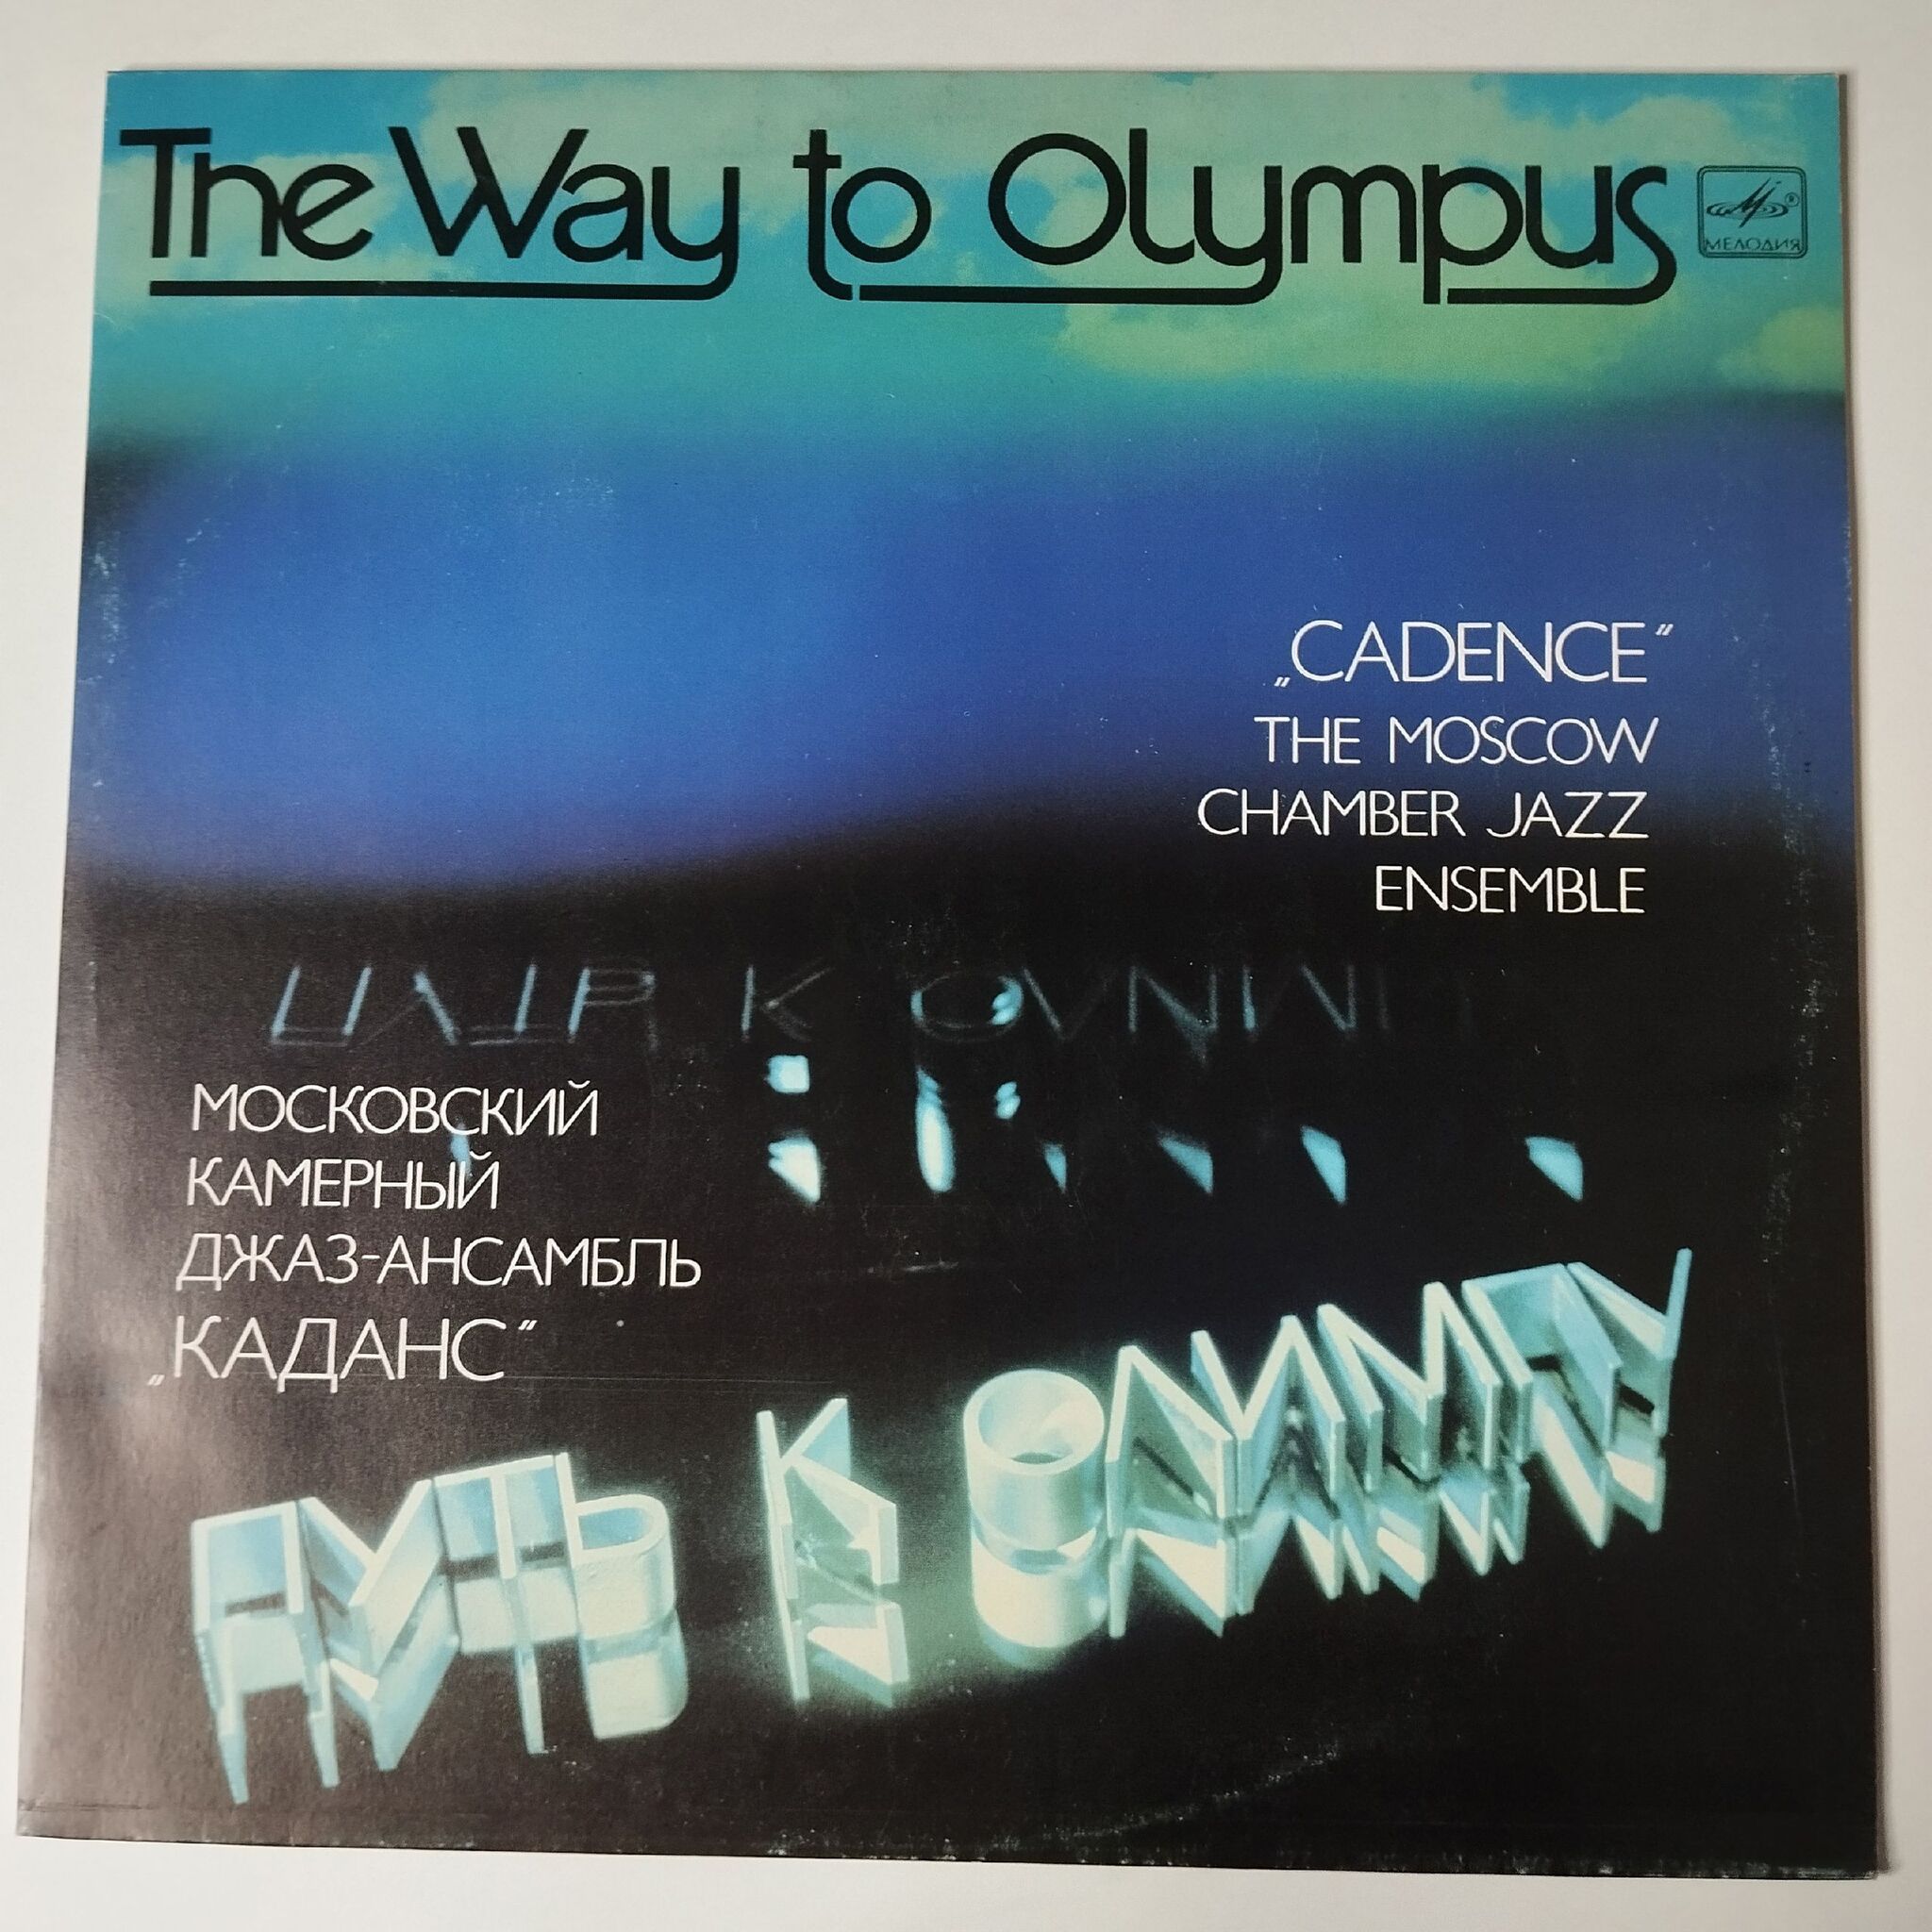 The Way to Olympus
МЕЛОДИЯ
„CADENCE“
THE MOSCOW
CHAMBER JAZZ
ENSEMBLE
МОСКОВСКИЙ
КАМЕРНЫЙ
ДЖАЗ-АНСАМБЛЬ
„КАДАНС“
ПУТЬ К ОЛИМПУ